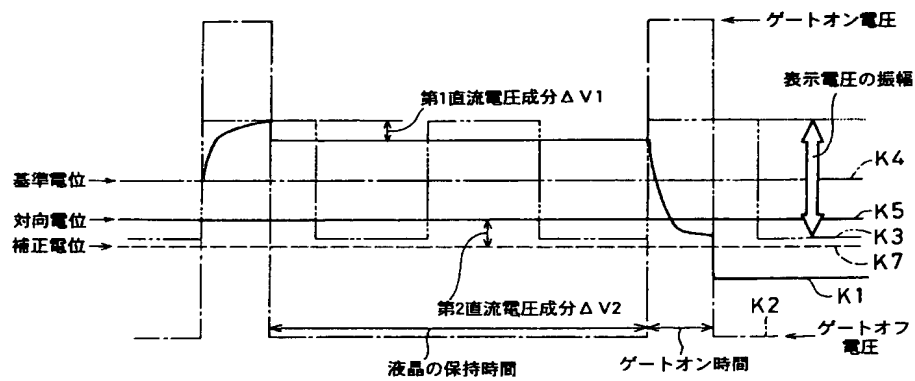 ゲートオン電圧
表示電圧の振幅
第1直流電圧成分ΔV1
基準電位
K4
対向電位
K5
補正電位
K3
K7
K1
第2直流電圧成分ΔV2
K2
ゲートオフ
電圧
液晶の保持時間
ゲートオン時間